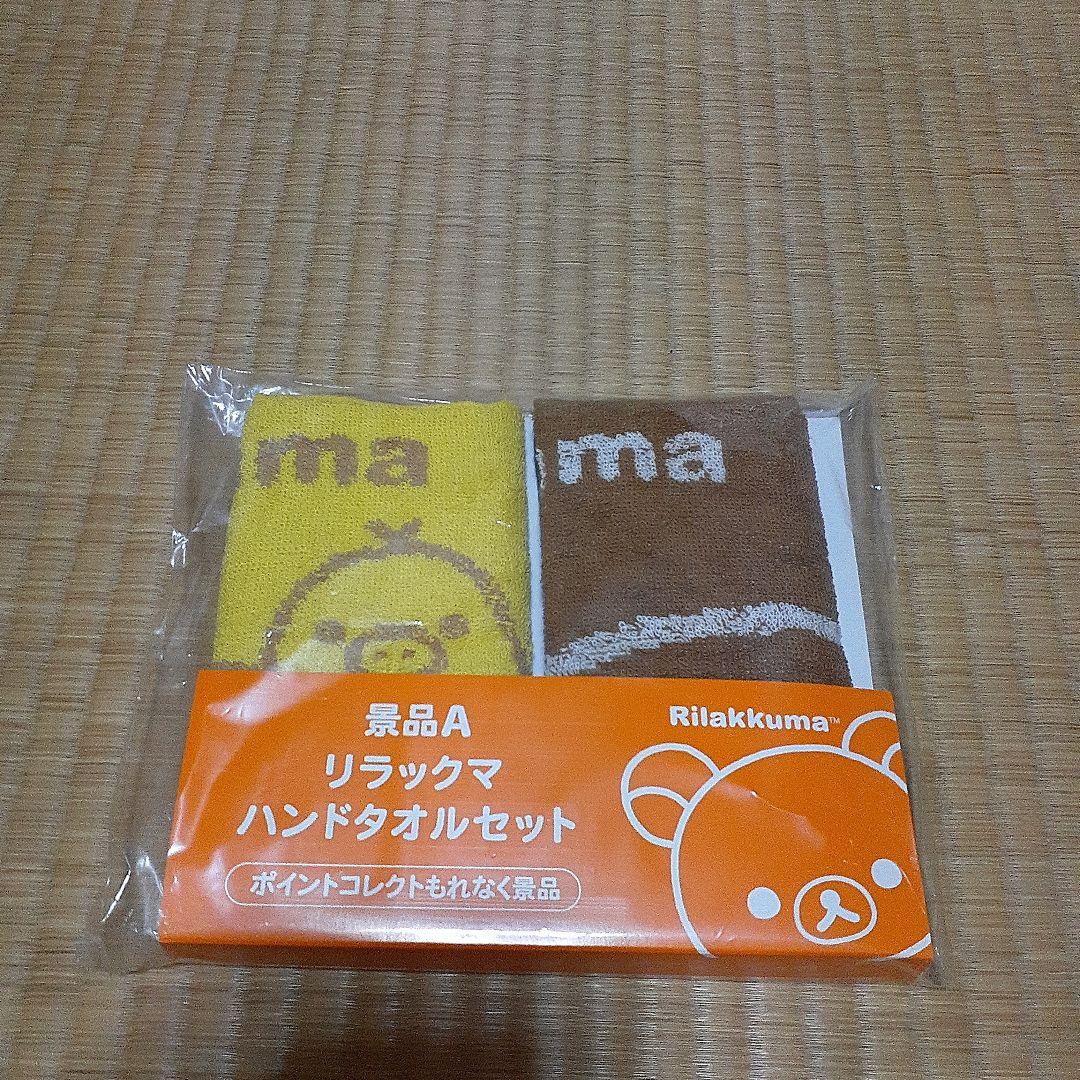 ma
ma
景品A
リラックマ
ハンドタオルセット
ポイントコレクトもれなく景品
Rilakkuma™